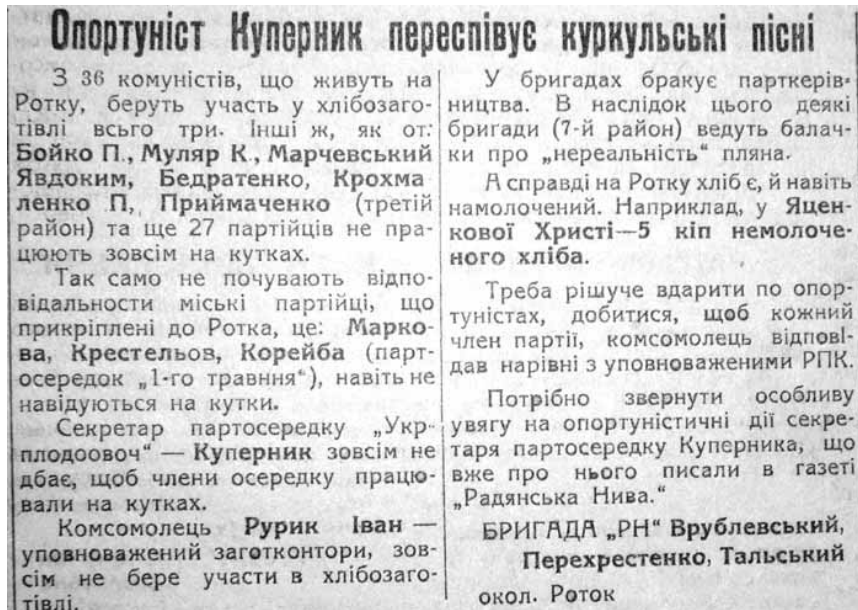 Опортуніст Куперник переспівує куркульські пісні
З 36 комуністів, що живуть на
Ротку, беруть участь у хлібозаго-
тівлі всього три. Інші ж, як от:
Бойко П., Муляр К., Марчевський
Явдоким, Бедратенко, Крохма
ленко П., Приймаченко (третій
район) та ще 27 партійців не пра-
цюють зовсім на кутках.
Так само не почувають відпо-
відальности міські партійці, що
прикріплені до Ротка, це: Марко-
ва, Крестельов, Корейба (парт-
осередок „1-го травня“), навіть не
навідуються на кутки.
Секретар партосередку „Укр-
плодоовоч“ — Куперник зовсім не
дбає, щоб члени осередку працю-
вали на кутках.
Комсомолець Рурик Іван —
уповноважений заготконтори, зов-
сім не бере участи в хлібозаго-
тівлі.
У бригадах бракує парткерів-
ництва. В наслідок цього деякі
бригади (7-й район) ведуть балач-
ки про „нереальність“ пляна.
А справді на Ротку хліб є, й навіть
намолочений. Наприклад, у Яцен-
кової Христі—5 кіп немолоче-
ного хліба.
Треба рішуче вдарити по опор-
туністах, добитися, щоб кожний
член партії, комсомолець відпові-
дав нарівні з уповноваженими РПК.
Потрібно звернути особливу
увагу на опортуністичні дії секре-
таря партосередку Куперника, що
вже про нього писали в газеті
„Радянська Нива.“
БРИГАДА „РН“ Врублевський,
Перехрестенко, Тальський
окол. Роток